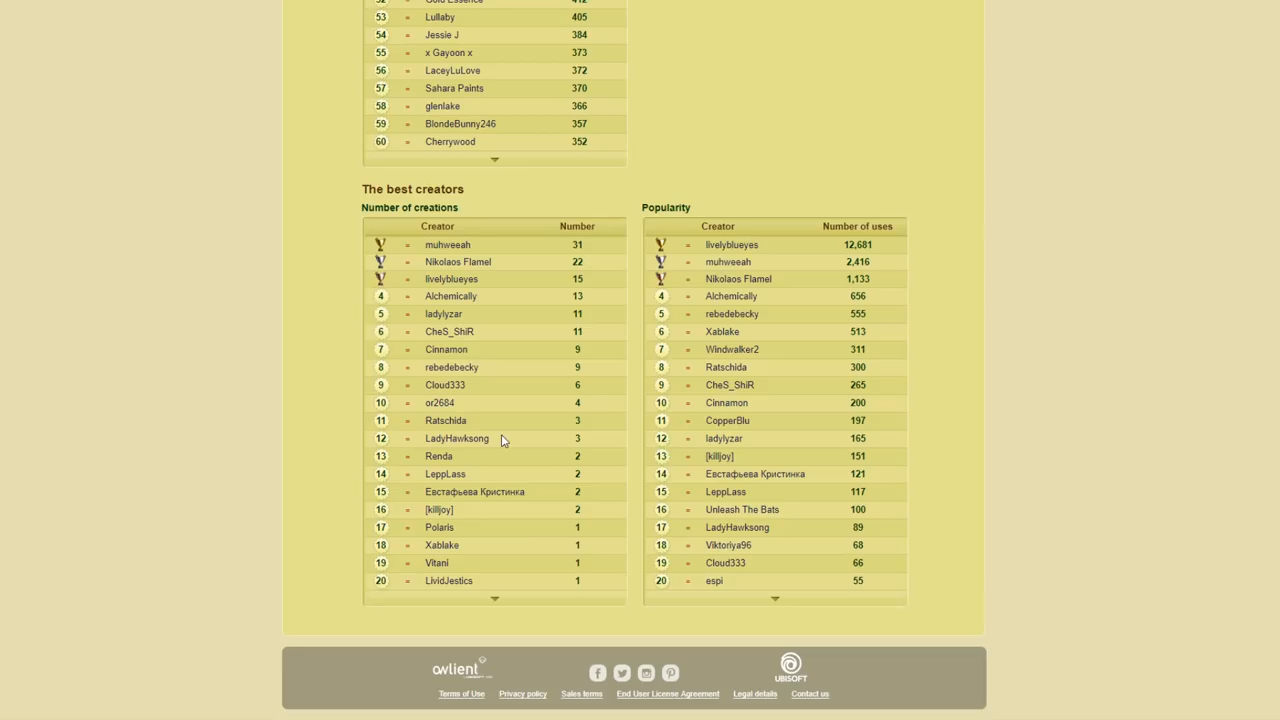 52 = Gold Essence 412
53 = Lullaby 405
54 = Jessie J 384
55 = x Gayoon x 373
56 = LaceyLuLove 372
57 = Sahara Paints 370
58 = glenlake 366
59 = BlondeBunny246 357
60 = Cherrywood 352
The best creators
Number of creations
Creator Number
= muhweeah 31
= Nikolaos Flamel 22
= livelyblueyes 15
4 = Alchemically 13
5 = ladylyzar 11
6 = CheS_ShiR 11
7 = Cinnamon 9
8 = rebedebecky 9
9 = Cloud333 6
10 = or2684 4
11 = Ratschida 3
12 = LadyHawksong 3
13 = Renda 2
14 = LeppLass 2
15 = Евстафьева Кристинка 2
16 = [killjoy] 2
17 = Polaris 1
18 = Xablake 1
19 = Vitani 1
20 = LividJestics 1
Popularity
Creator Number of uses
= livelyblueyes 12,681
= muhweeah 2,416
= Nikolaos Flamel 1,133
4 = Alchemically 656
5 = rebedebecky 555
6 = Xablake 513
7 = Windwalker2 311
8 = Ratschida 300
9 = CheS_ShiR 265
10 = Cinnamon 200
11 = CopperBlu 197
12 = ladylyzar 165
13 = [killjoy] 151
14 = Евстафьева Кристинка 121
15 = LeppLass 117
16 = Unleash The Bats 100
17 = LadyHawksong 89
18 = Viktoriya96 68
19 = Cloud333 66
20 = espi 55
owlient
UBISOFT
Terms of Use Privacy policy Sales terms End User License Agreement Legal details Contact us